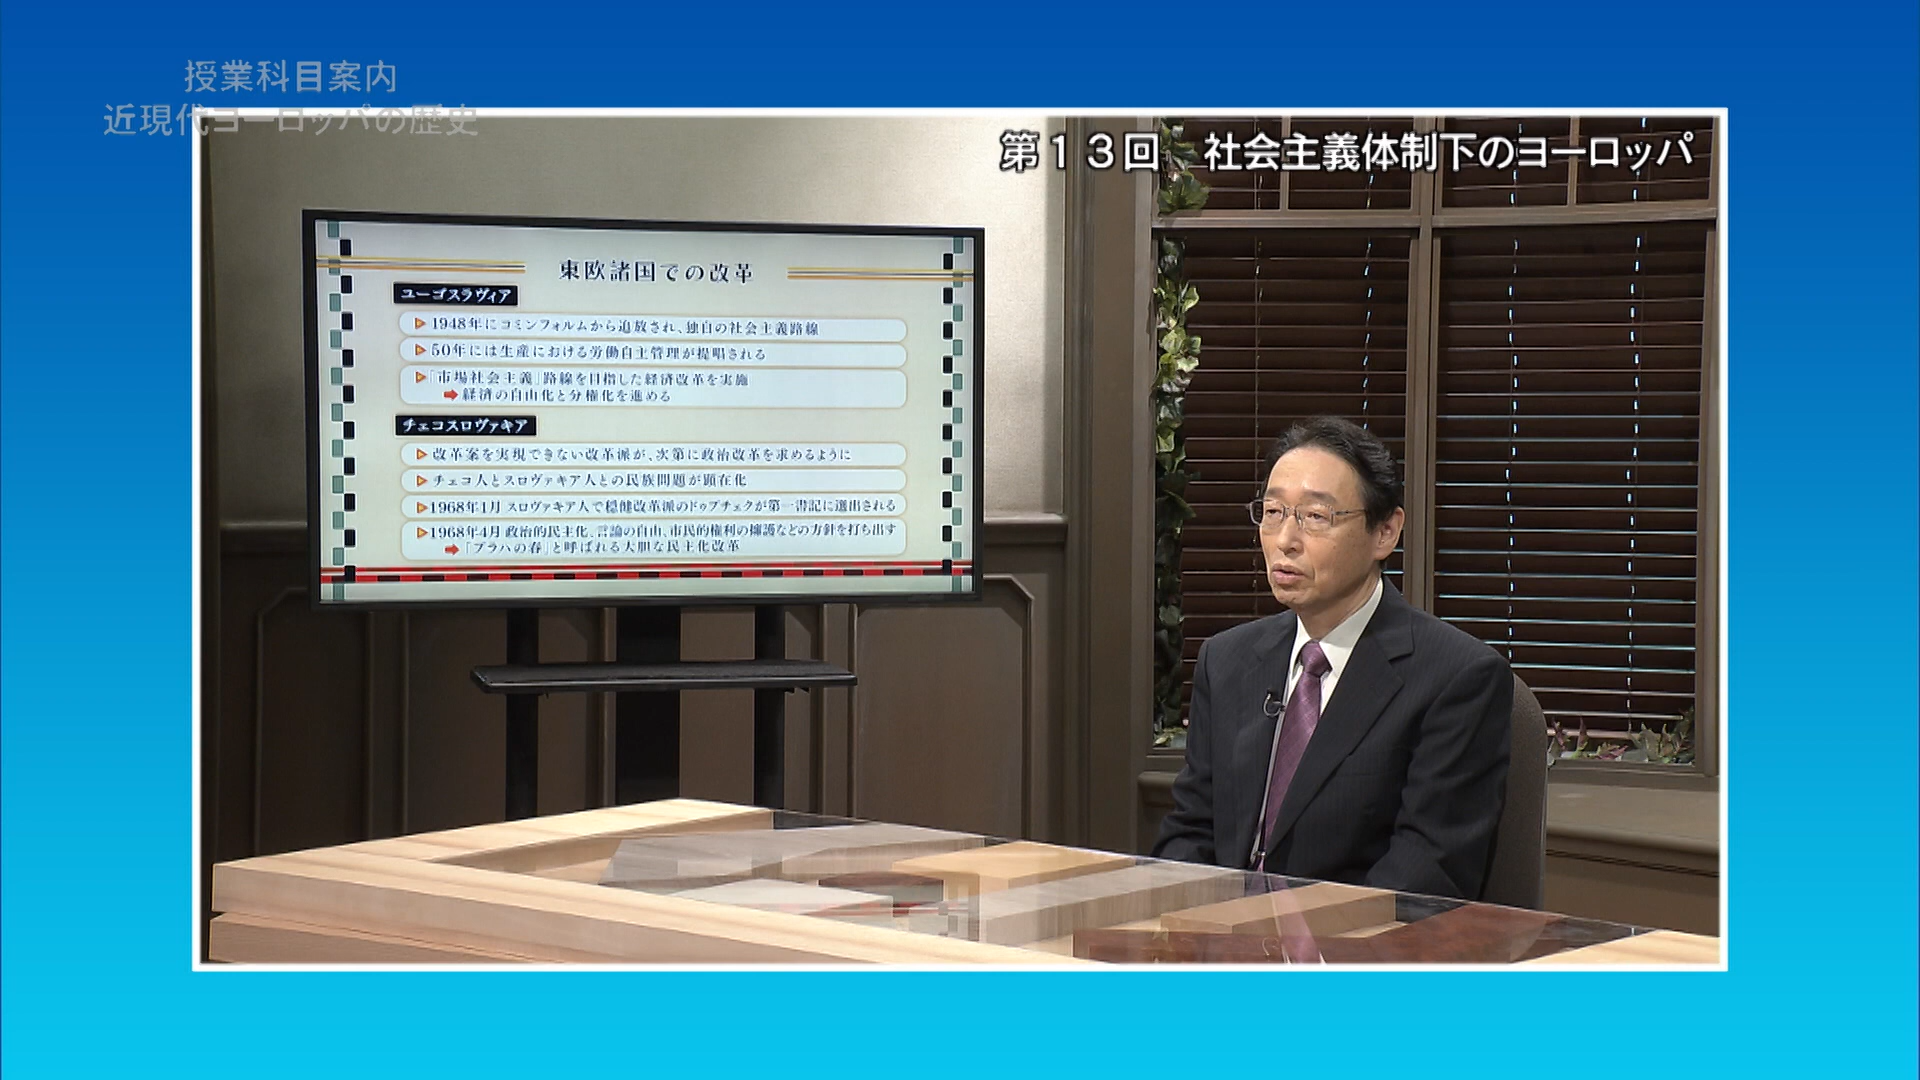 授業科目案内
近現代ヨーロッパの歴史
第13回 社会主義体制下のヨーロッパ
東欧諸国での改革
ユーゴスラヴィア
1948年にコミンフォルムから追放され、独自の社会主義路線
50年には生産における労働自主管理が提唱される
「市場社会主義」路線を目指した経済改革を実施
➡経済の自由化と分権化を進める
チェコスロヴァキア
改革案を実現できない改革派が、次第に政治改革を求めるように
チェコ人とスロヴァキア人との民族問題が顕在化
1968年1月 スロヴァキア人で穏健改革派のドゥプチェクが第一書記に選出される
1968年4月 政治的民主化、言論の自由、市民的権利の擁護などの方針を打ち出す
➡「プラハの春」と呼ばれる大胆な民主化改革